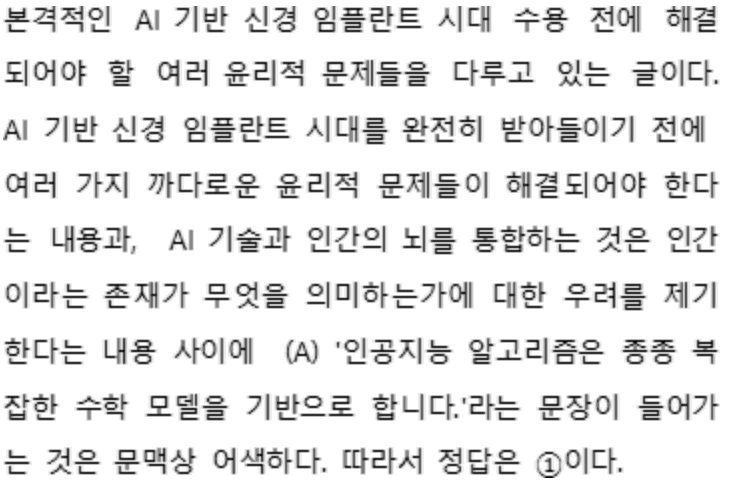 본격적인 AI 기반 신경 임플란트 시대 수용 전에 해결
되어야 할 여러 윤리적 문제들을 다루고 있는 글이다.
AI 기반 신경 임플란트 시대를 완전히 받아들이기 전에
여러 가지 까다로운 윤리적 문제들이 해결되어야 한다
는 내용과, AI 기술과 인간의 뇌를 통합하는 것은 인간
이라는 존재가 무엇을 의미하는가에 대한 우려를 제기
한다는 내용 사이에 (A) '인공지능 알고리즘은 종종 복
잡한 수학 모델을 기반으로 합니다.'라는 문장이 들어가
는 것은 문맥상 어색하다. 따라서 정답은 ①이다.